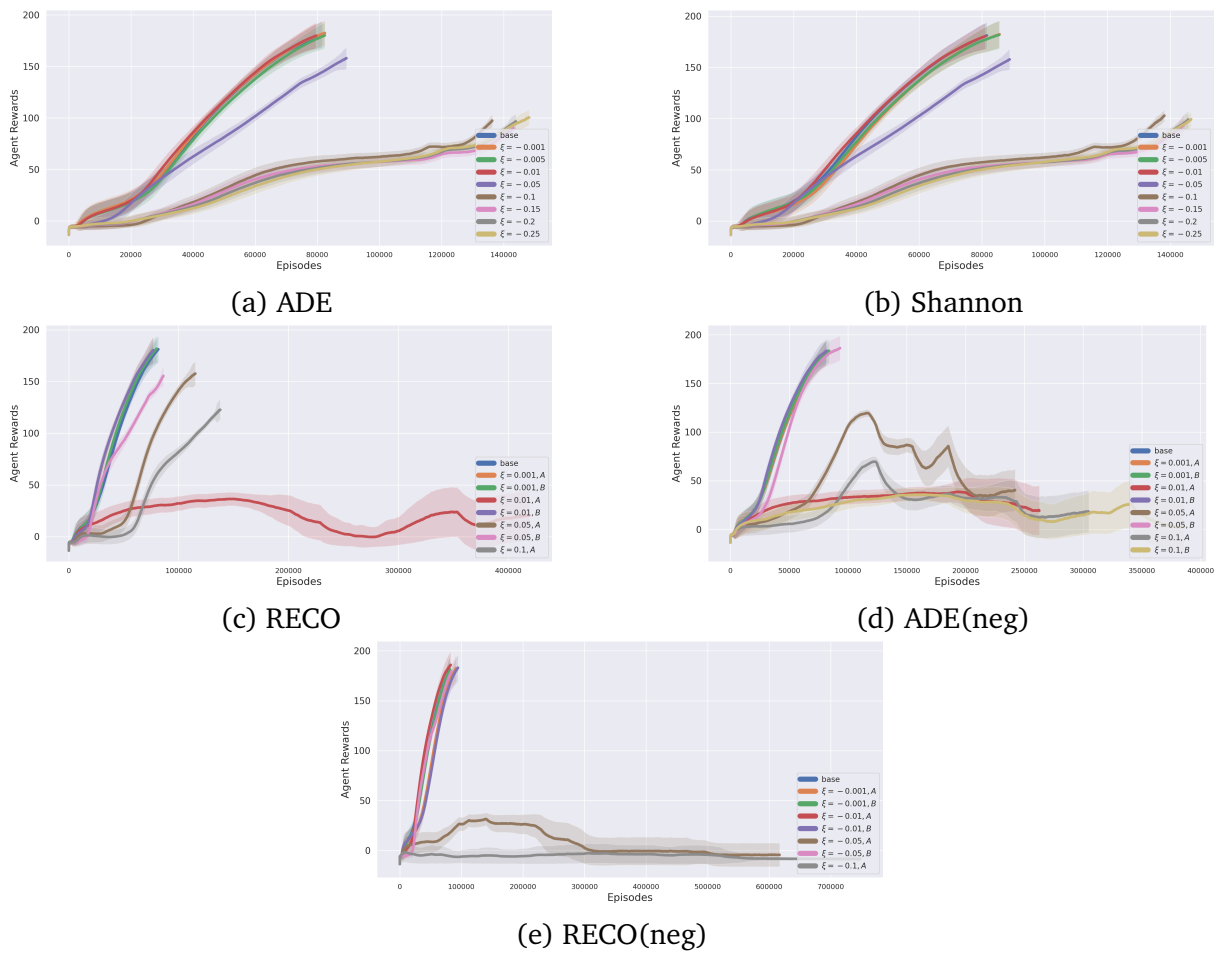 200
150
100
50
0
Agent Rewards
base
ξ = −0.001
ξ = −0.005
ξ = −0.01
ξ = −0.05
ξ = −0.1
ξ = −0.15
ξ = −0.2
ξ = −0.25
0 20000 40000 60000 80000 100000 120000 140000
Episodes
(a) ADE
200
150
100
50
0
Agent Rewards
base
ξ = −0.001
ξ = −0.005
ξ = −0.01
ξ = −0.05
ξ = −0.1
ξ = −0.15
ξ = −0.2
ξ = −0.25
0 20000 40000 60000 80000 100000 120000 140000
Episodes
(b) Shannon
200
150
100
50
0
Agent Rewards
base
ξ = 0.001, A
ξ = 0.001, B
ξ = 0.01, A
ξ = 0.01, B
ξ = 0.05, A
ξ = 0.05, B
ξ = 0.1, A
0 100000 200000 300000 400000
Episodes
(c) RECO
200
150
100
50
0
Agent Rewards
base
ξ = 0.001, A
ξ = 0.001, B
ξ = 0.01, A
ξ = 0.01, B
ξ = 0.05, A
ξ = 0.05, B
ξ = 0.1, A
ξ = 0.1, B
0 50000 100000 150000 200000 250000 300000 350000 400000
Episodes
(d) ADE(neg)
200
150
100
50
0
Agent Rewards
base
ξ = −0.001, A
ξ = −0.001, B
ξ = −0.01, A
ξ = −0.01, B
ξ = −0.05, A
ξ = −0.05, B
ξ = −0.1, A
0 100000 200000 300000 400000 500000 600000 700000
Episodes
(e) RECO(neg)